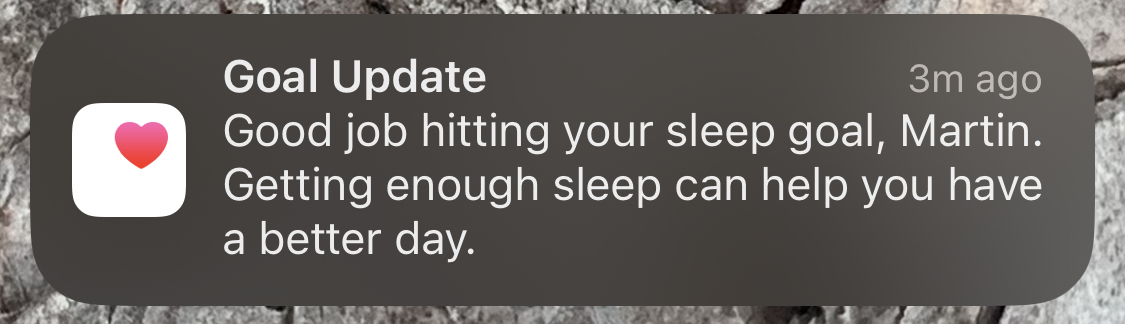 Goal Update
3m ago
Good job hitting your sleep goal, Martin.
Getting enough sleep can help you have
a better day.